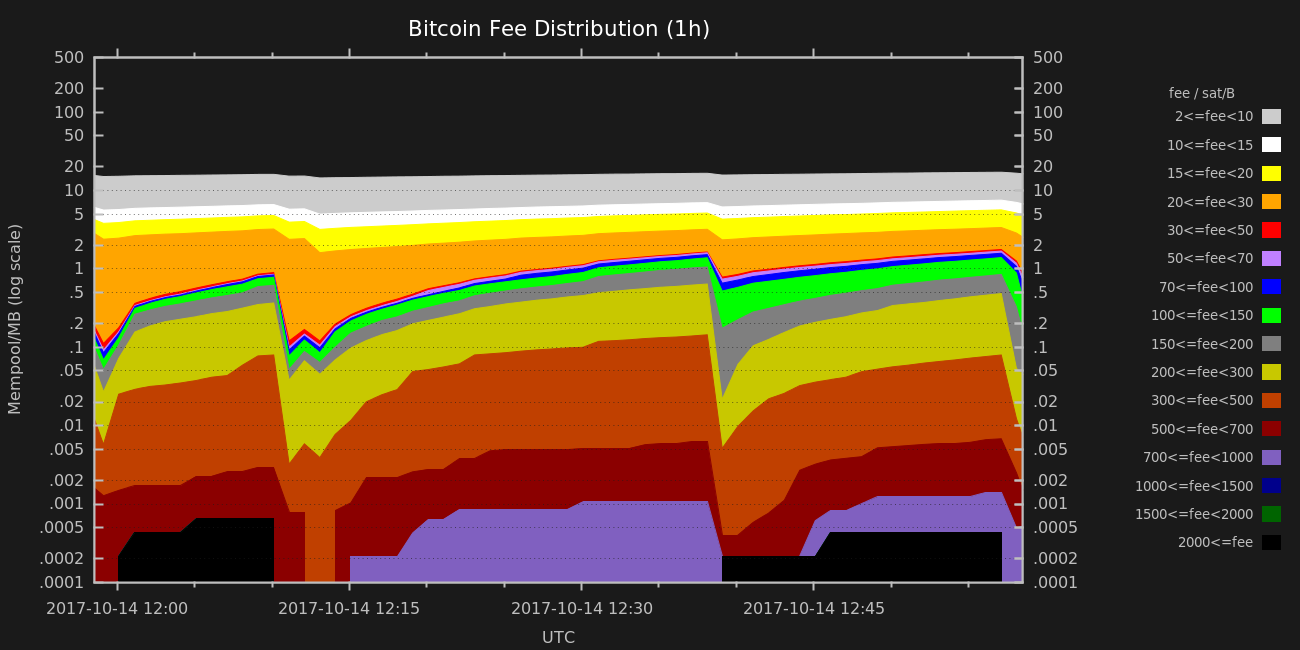 Bitcoin Fee Distribution (1h)
500 500
200 200
100 100
50 50
20 20
10 10
5 5
2 2
1 1
.5 .5
.2 .2
.1 .1
.05 .05
.02 .02
.01 .01
.005 .005
.002 .002
.001 .001
.0005 .0005
.0002 .0002
.0001 .0001
Mempool/MB (log scale)
2017-10-14 12:00 2017-10-14 12:15 2017-10-14 12:30 2017-10-14 12:45
UTC
fee / sat/B
2<=fee<10
10<=fee<15
15<=fee<20
20<=fee<30
30<=fee<50
50<=fee<70
70<=fee<100
100<=fee<150
150<=fee<200
200<=fee<300
300<=fee<500
500<=fee<700
700<=fee<1000
1000<=fee<1500
1500<=fee<2000
2000<=fee